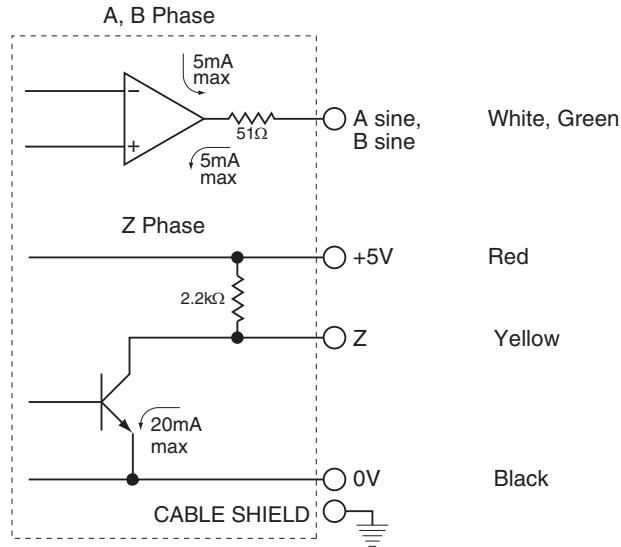 A, B Phase
5mA
max
−
+
51Ω
5mA
max
A sine,
B sine
White, Green
Z Phase
+5V
Red
2.2kΩ
Z
Yellow
20mA
max
0V
Black
CABLE SHIELD